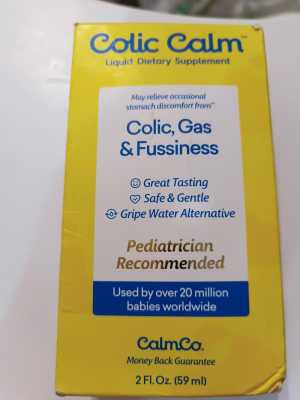 Colic Calm™
Liquid Dietary Supplement
May relieve occasional
stomach discomfort from**
Colic, Gas
& Fussiness
Great Tasting
Safe & Gentle
Gripe Water Alternative
Pediatrician
Recommended
Used by over 20 million
babies worldwide
CalmCo.
Money Back Guarantee
2 Fl. Oz. (59 ml)